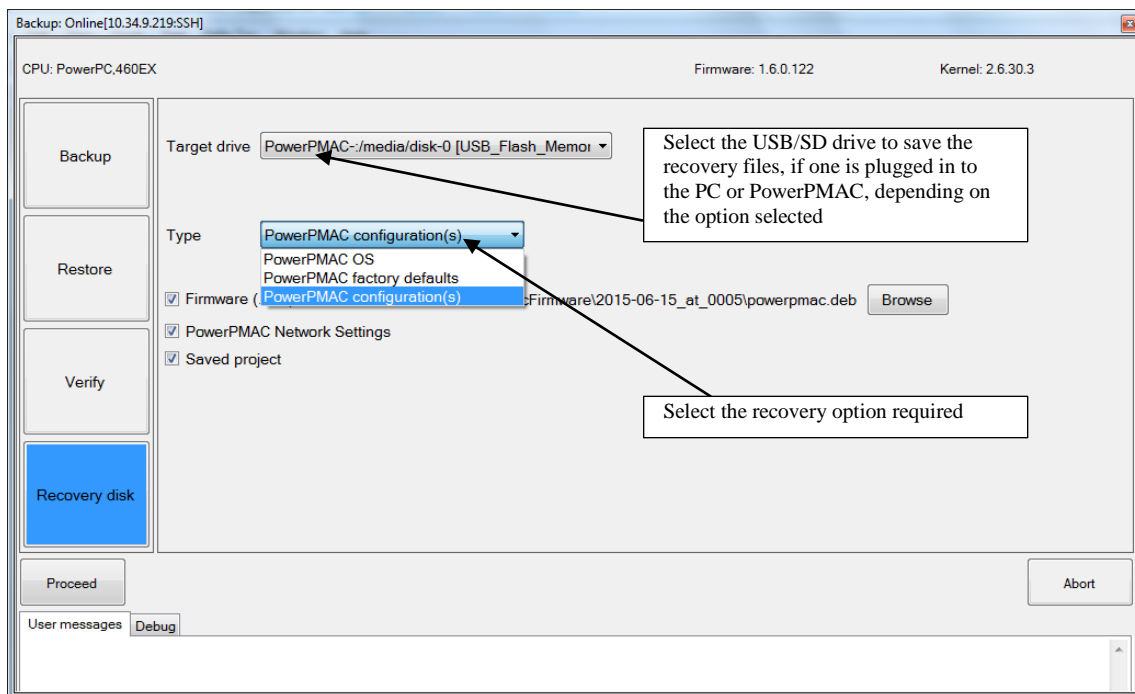 Backup: Online[10.34.9.219:SSH]
CPU: PowerPC,460EX
Firmware: 1.6.0.122
Kernel: 2.6.30.3
Backup
Restore
Verify
Recovery disk
Target drive
PowerPMAC-:/media/disk-0 [USB_Flash_Memor
Select the USB/SD drive to save the
recovery files, if one is plugged in to
the PC or PowerPMAC, depending on
the option selected
Type
PowerPMAC configuration(s)
PowerPMAC OS
PowerPMAC factory defaults
PowerPMAC configuration(s)
Firmware (
Firmware\2015-06-15_at_0005\powerpmac.deb
Browse
PowerPMAC Network Settings
Saved project
Select the recovery option required
Proceed
Abort
User messages
Debug